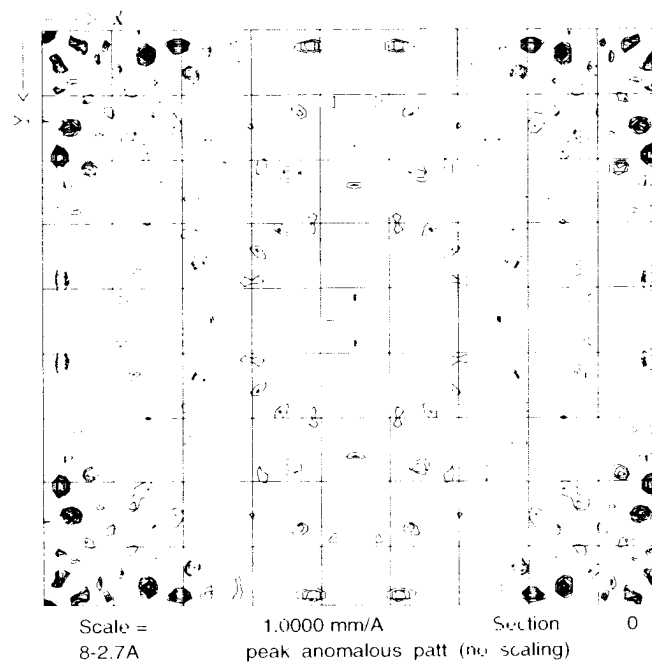 X
Y
Scale = 1.0000 mm/A Section 0
8-2.7A peak anomalous patt (no scaling)